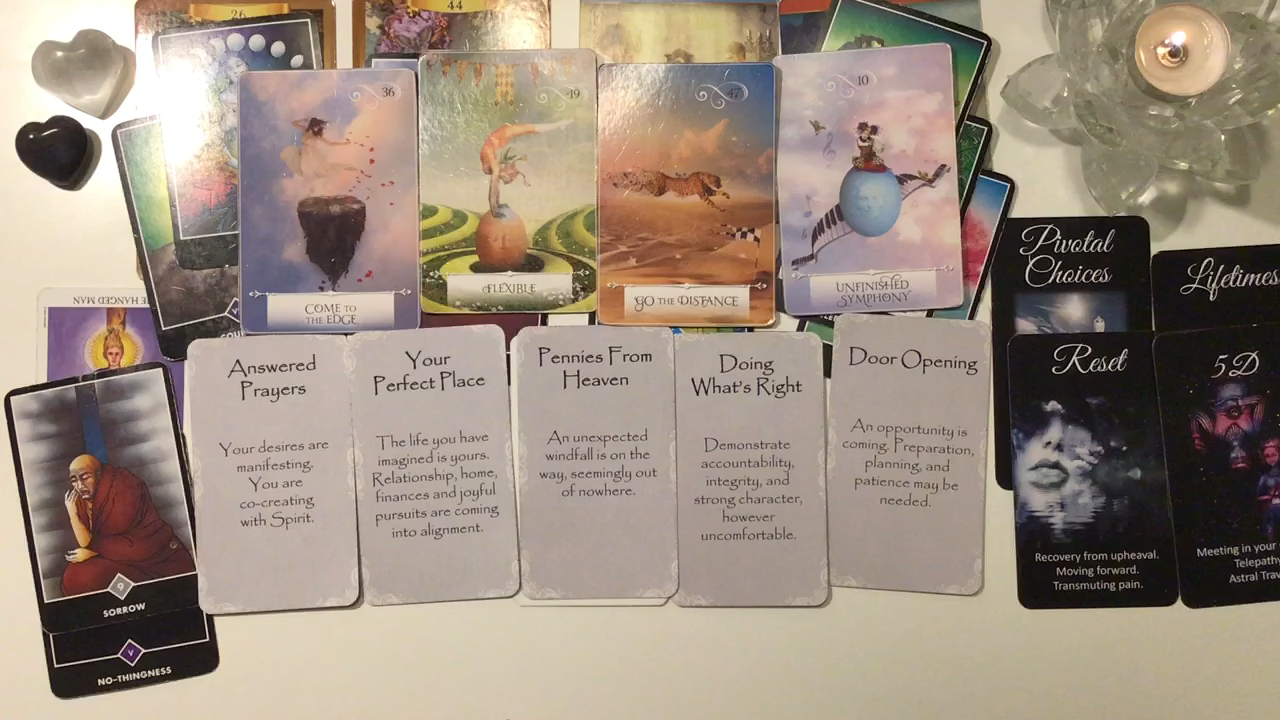 26
44
36
COME TO
THE EDGE
19
FLEXIBLE
47
GO THE DISTANCE
10
UNFINISHED
SYMPHONY
THE HANGED MAN
9
SORROW
V
NO-THINGNESS
Answered
Prayers
Your desires are
manifesting.
You are
co-creating
with Spirit.
Your
Perfect Place
The life you have
imagined is yours.
Relationship, home,
finances and joyful
pursuits are coming
into alignment.
Pennies From
Heaven
An unexpected
windfall is on the
way, seemingly out
of nowhere.
Doing
What's Right
Demonstrate
accountability,
integrity, and
strong character,
however
uncomfortable.
Door Opening
An opportunity is
coming. Preparation,
planning, and
patience may be
needed.
Pivotal
Choices
Lifetimes
Reset
Recovery from upheaval.
Moving forward.
Transmuting pain.
5D
Meeting in your
Telepathy
Astral Trav